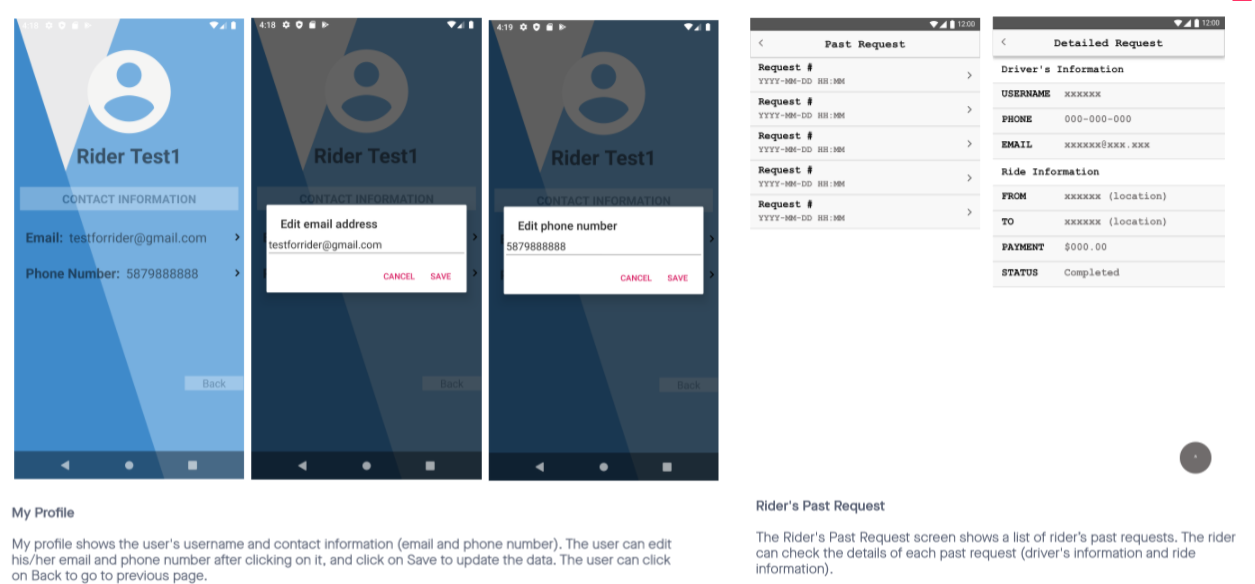 4:18
Rider Test1
CONTACT INFORMATION
Email: testforrider@gmail.com
Phone Number: 5879888888
Back
4:18
Rider Test1
CONTACT INFORMATION
Edit email address
testforrider@gmail.com
CANCEL SAVE
Back
4:19
Rider Test1
CONTACT INFORMATION
Edit phone number
5879888888
CANCEL SAVE
Back
My Profile
My profile shows the user's username and contact information (email and phone number). The user can edit
his/her email and phone number after clicking on it, and click on Save to update the data. The user can click
on Back to go to previous page.
12:00
Past Request
Request #
YYYY-MM-DD HH:MM
Request #
YYYY-MM-DD HH:MM
Request #
YYYY-MM-DD HH:MM
Request #
YYYY-MM-DD HH:MM
Request #
YYYY-MM-DD HH:MM
12:00
Detailed Request
Driver's Information
USERNAME xxxxxx
PHONE 000-000-000
EMAIL xxxxxx@xxx.xxx
Ride Information
FROM xxxxxx (location)
TO xxxxxx (location)
PAYMENT $000.00
STATUS Completed
Rider's Past Request
The Rider's Past Request screen shows a list of rider's past requests. The rider
can check the details of each past request (driver's information and ride
information).